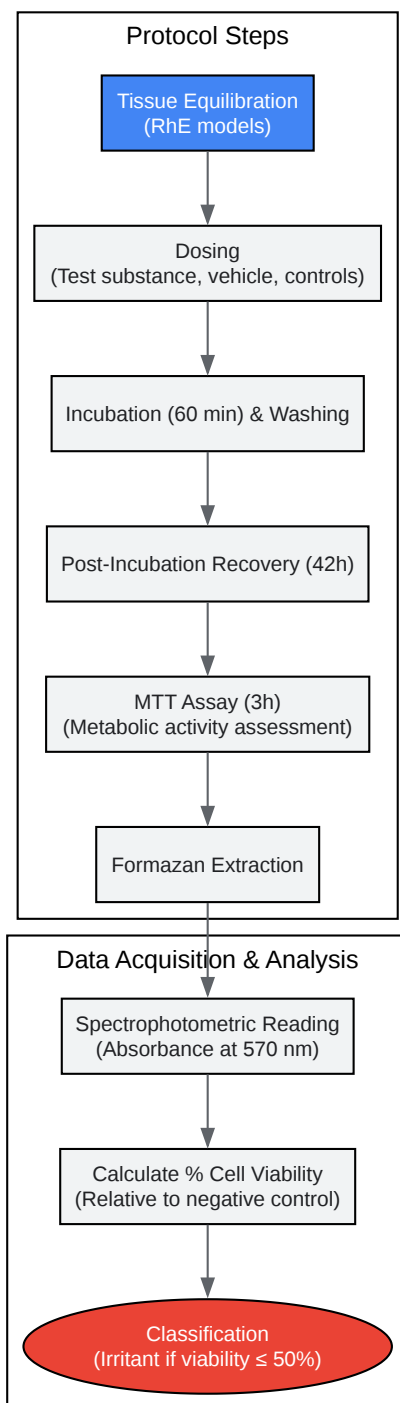 Protocol Steps
Tissue Equilibration
(RhE models)
Dosing
(Test substance, vehicle, controls)
Incubation (60 min) & Washing
Post-Incubation Recovery (42h)
MTT Assay (3h)
(Metabolic activity assessment)
Formazan Extraction
Data Acquisition & Analysis
Spectrophotometric Reading
(Absorbance at 570 nm)
Calculate % Cell Viability
(Relative to negative control)
Classification
(Irritant if viability ≤ 50%)